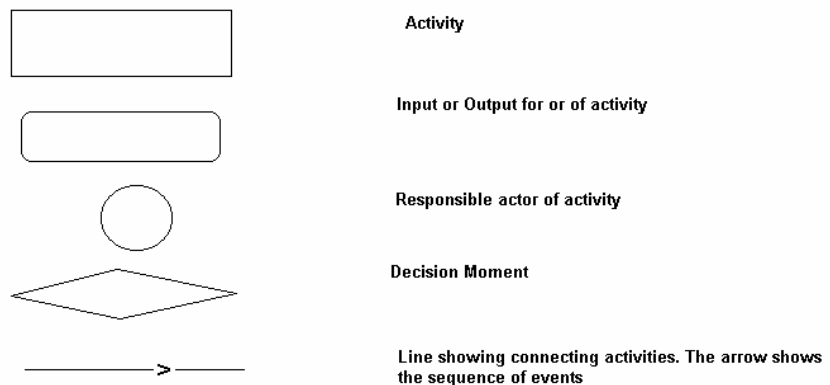 Activity
Input or Output for or of activity
Responsible actor of activity
Decision Moment
Line showing connecting activities. The arrow shows
the sequence of events